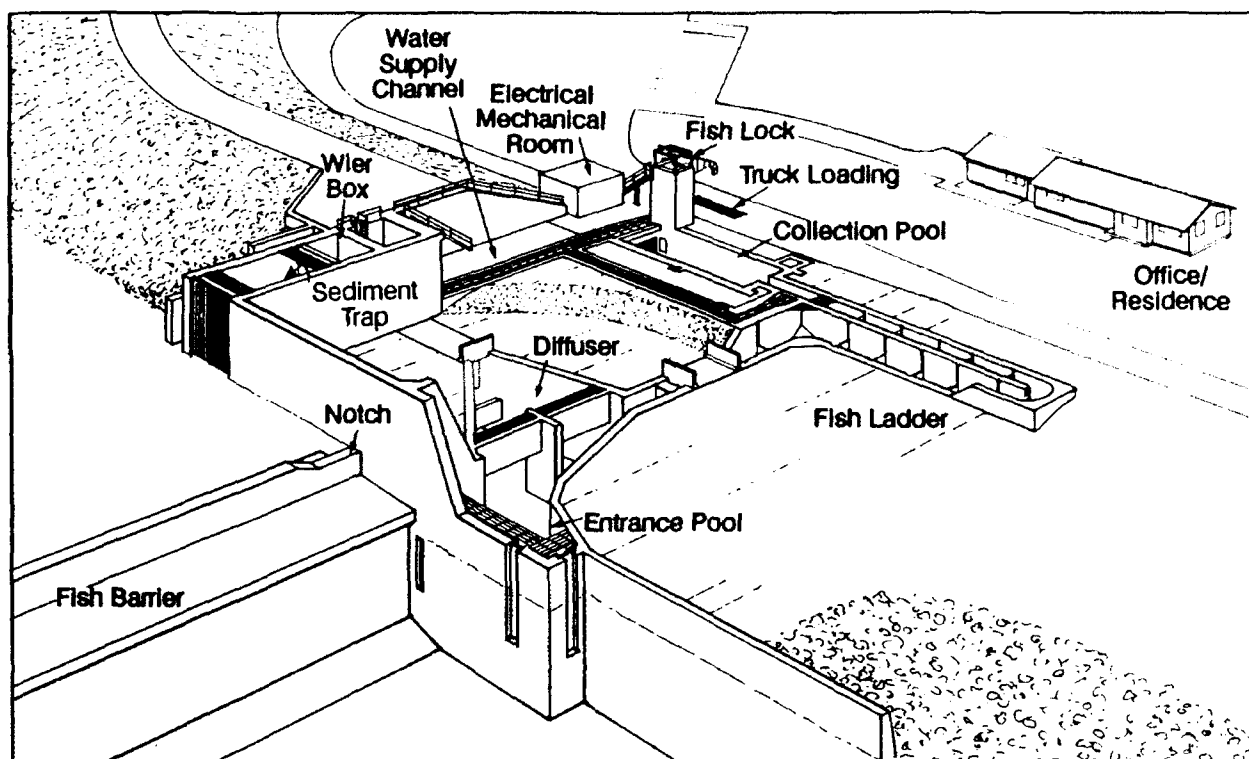 Water
Supply
Channel
Electrical
Mechanical
Room
Fish Lock
Truck Loading
Wier
Box
Collection Pool
Office/
Residence
Sediment
Trap
Diffuser
Notch
Fish Ladder
Entrance Pool
Fish Barrier